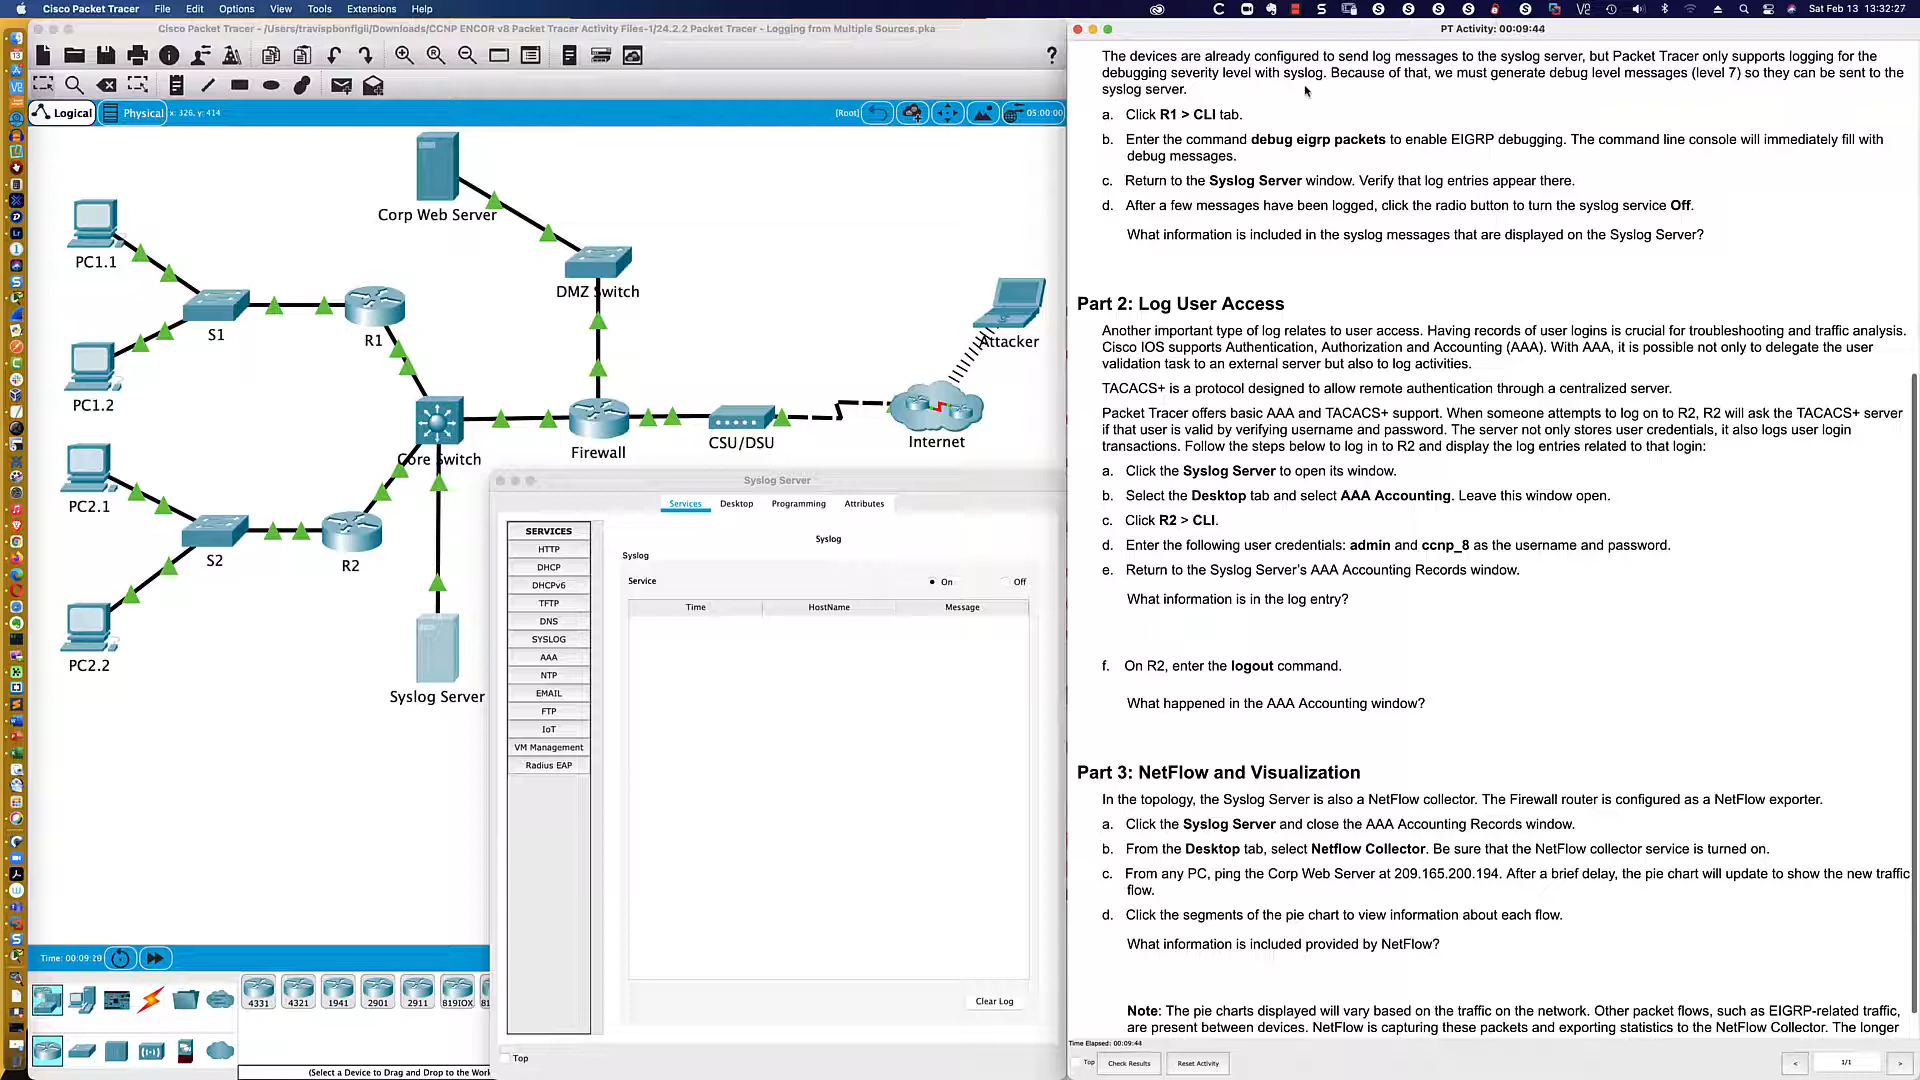 Cisco Packet Tracer File Edit Options View Tools Extensions Help
Sat Feb 13 13:32:27
Cisco Packet Tracer - /Users/travispbonfigli/Downloads/CCNP ENCOR v8 Packet Tracer Activity Files-1/24.2.2 Packet Tracer - Logging from Multiple Sources.pka
Logical
Physical
x: 326, y: 414
[Root]
05:00:00
Corp Web Server
PC1.1
DMZ Switch
S1
R1
Attacker
PC1.2
Core Switch
Firewall
CSU/DSU
Internet
PC2.1
S2
R2
PC2.2
Syslog Server
Syslog Server
Services
Desktop
Programming
Attributes
SERVICES
HTTP
DHCP
DHCPv6
TFTP
DNS
SYSLOG
AAA
NTP
EMAIL
FTP
IoT
VM Management
Radius EAP
Syslog
Syslog
Service
On
Off
Time
HostName
Message
Clear Log
Top
Time: 00:09:20
4331
4321
1941
2901
2911
819IOX
81
(Select a Device to Drag and Drop to the Work
PT Activity: 00:09:44
The devices are already configured to send log messages to the syslog server, but Packet Tracer only supports logging for the
debugging severity level with syslog. Because of that, we must generate debug level messages (level 7) so they can be sent to the
syslog server.
a. Click R1 > CLI tab.
b. Enter the command debug eigrp packets to enable EIGRP debugging. The command line console will immediately fill with
debug messages.
c. Return to the Syslog Server window. Verify that log entries appear there.
d. After a few messages have been logged, click the radio button to turn the syslog service Off.
What information is included in the syslog messages that are displayed on the Syslog Server?
Part 2: Log User Access
Another important type of log relates to user access. Having records of user logins is crucial for troubleshooting and traffic analysis.
Cisco IOS supports Authentication, Authorization and Accounting (AAA). With AAA, it is possible not only to delegate the user
validation task to an external server but also to log activities.
TACACS+ is a protocol designed to allow remote authentication through a centralized server.
Packet Tracer offers basic AAA and TACACS+ support. When someone attempts to log on to R2, R2 will ask the TACACS+ server
if that user is valid by verifying username and password. The server not only stores user credentials, it also logs user login
transactions. Follow the steps below to log in to R2 and display the log entries related to that login:
a. Click the Syslog Server to open its window.
b. Select the Desktop tab and select AAA Accounting. Leave this window open.
c. Click R2 > CLI.
d. Enter the following user credentials: admin and ccnp_8 as the username and password.
e. Return to the Syslog Server's AAA Accounting Records window.
What information is in the log entry?
f. On R2, enter the logout command.
What happened in the AAA Accounting window?
Part 3: NetFlow and Visualization
In the topology, the Syslog Server is also a NetFlow collector. The Firewall router is configured as a NetFlow exporter.
a. Click the Syslog Server and close the AAA Accounting Records window.
b. From the Desktop tab, select Netflow Collector. Be sure that the NetFlow collector service is turned on.
c. From any PC, ping the Corp Web Server at 209.165.200.194. After a brief delay, the pie chart will update to show the new traffic
flow.
d. Click the segments of the pie chart to view information about each flow.
What information is included provided by NetFlow?
Note: The pie charts displayed will vary based on the traffic on the network. Other packet flows, such as EIGRP-related traffic,
are present between devices. NetFlow is capturing these packets and exporting statistics to the NetFlow Collector. The longer
Time Elapsed: 00:09:44
Top
Check Results
Reset Activity
<
1/1
>